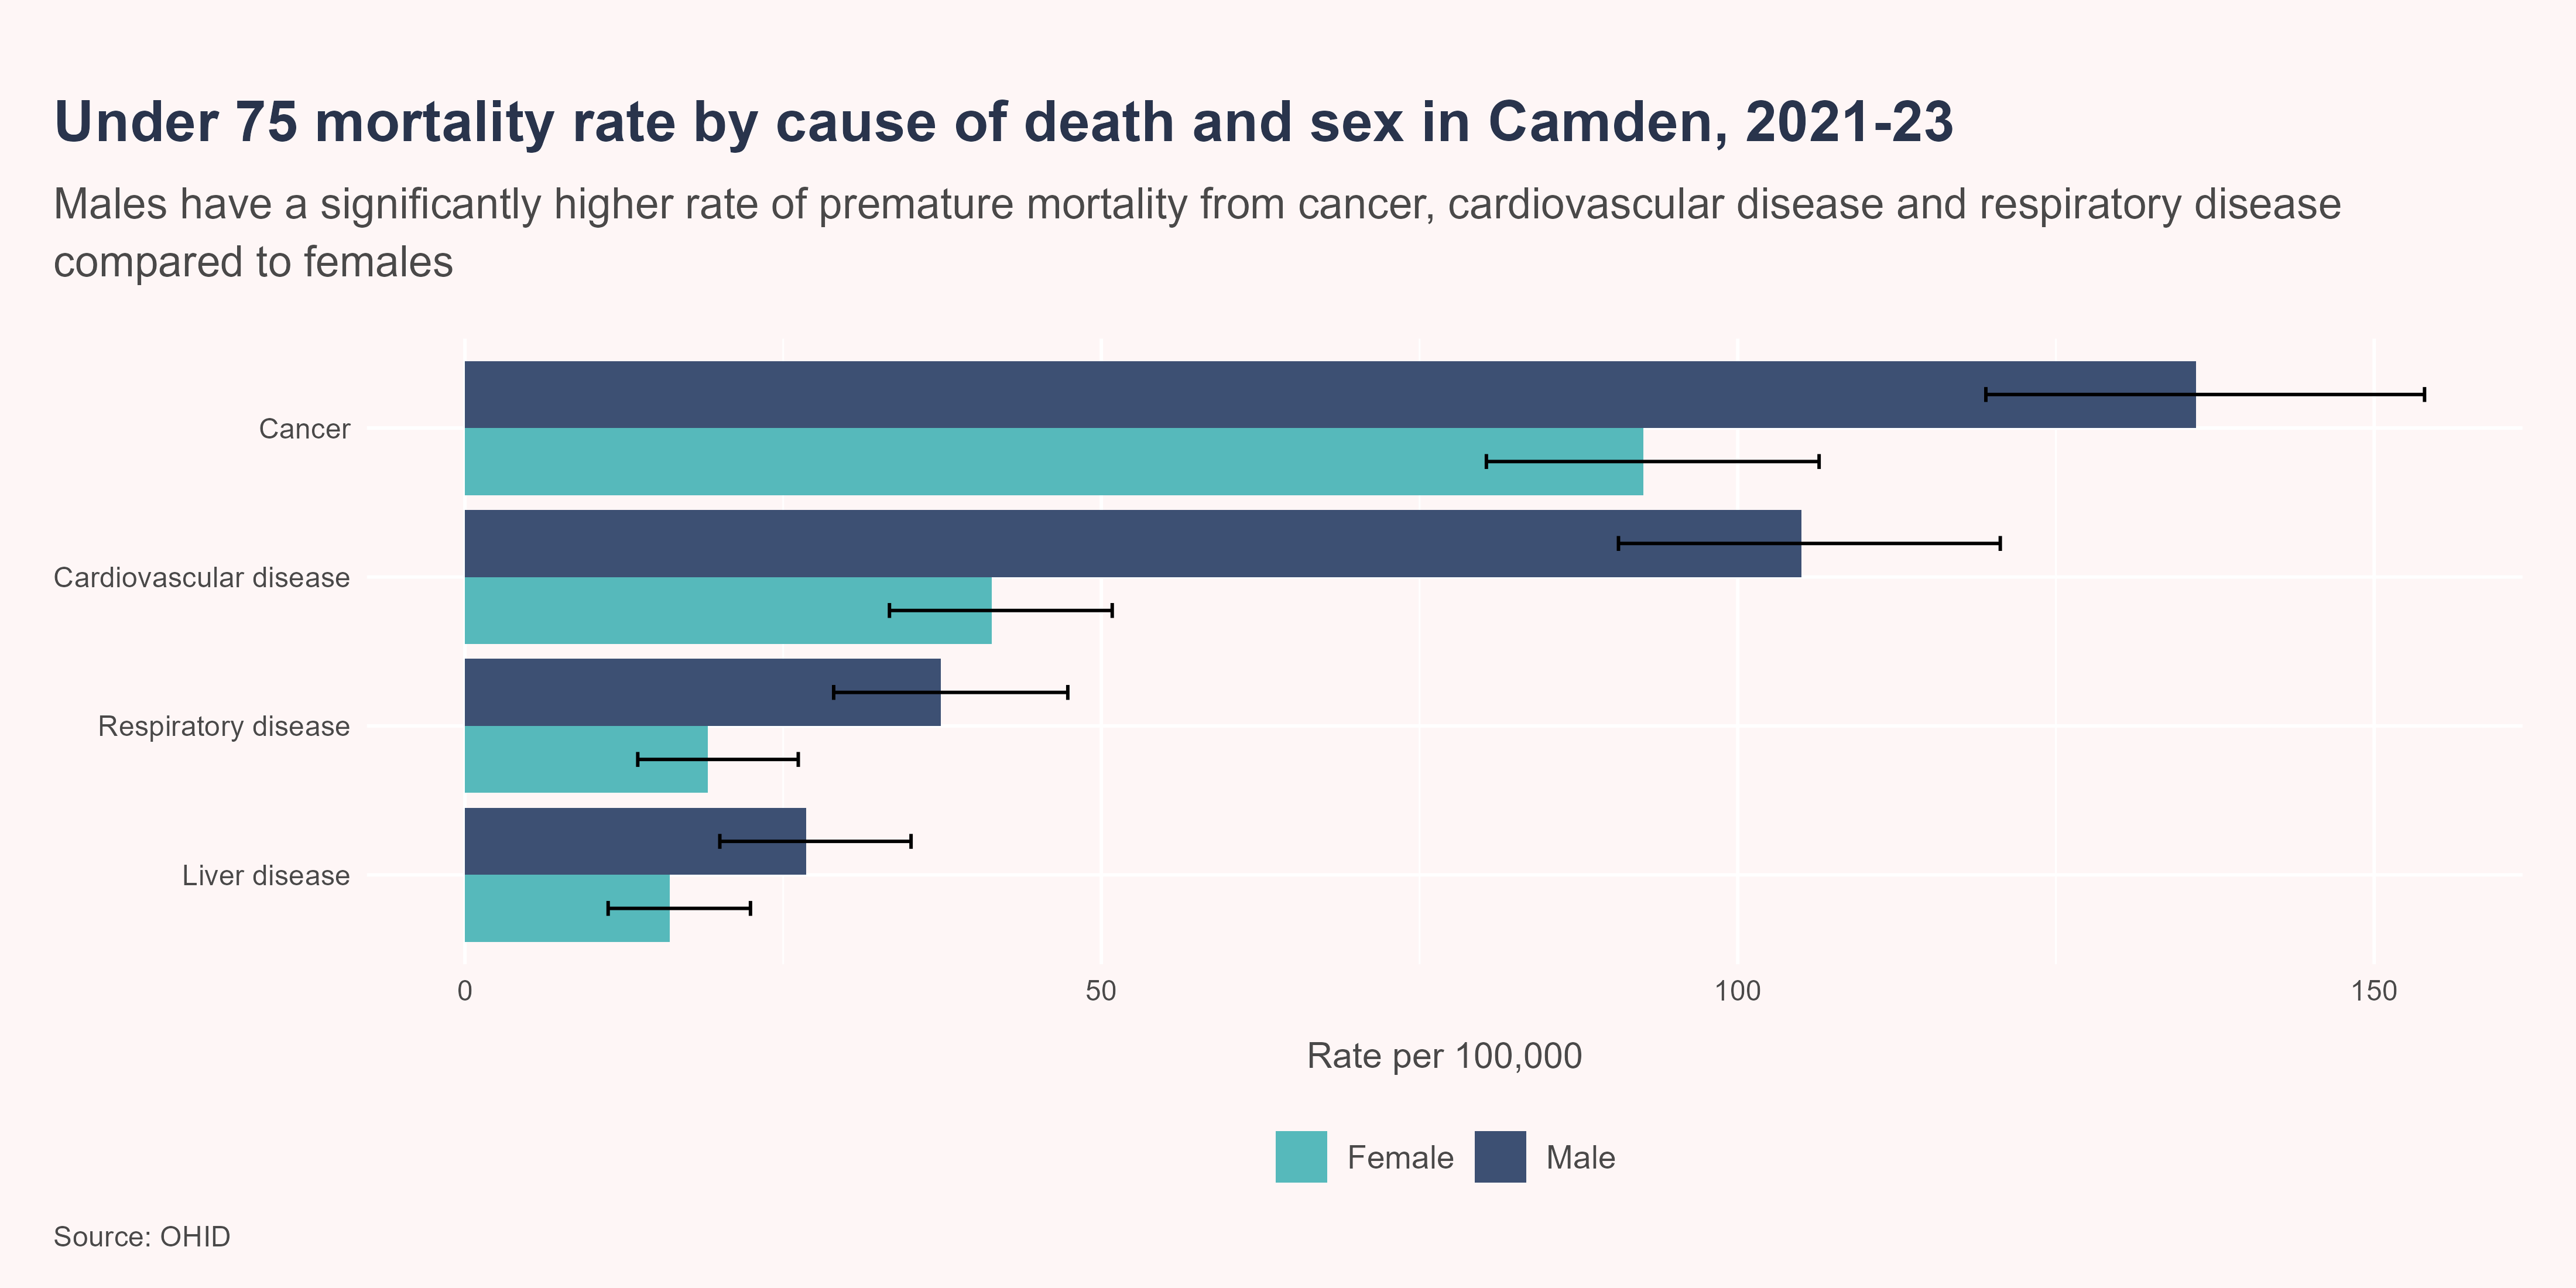 Under 75 mortality rate by cause of death and sex in Camden, 2021-23
Males have a significantly higher rate of premature mortality from cancer, cardiovascular disease and respiratory disease
compared to females
Cancer
Cardiovascular disease
Respiratory disease
Liver disease
0 50 100 150
Rate per 100,000
Female Male
Source: OHID